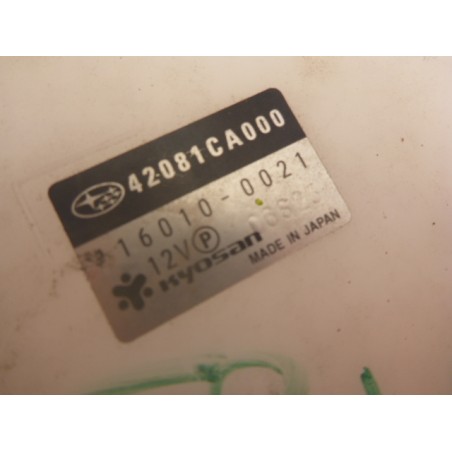 42081CA000
16010-0021
12V P
Kyosan
MADE IN JAPAN